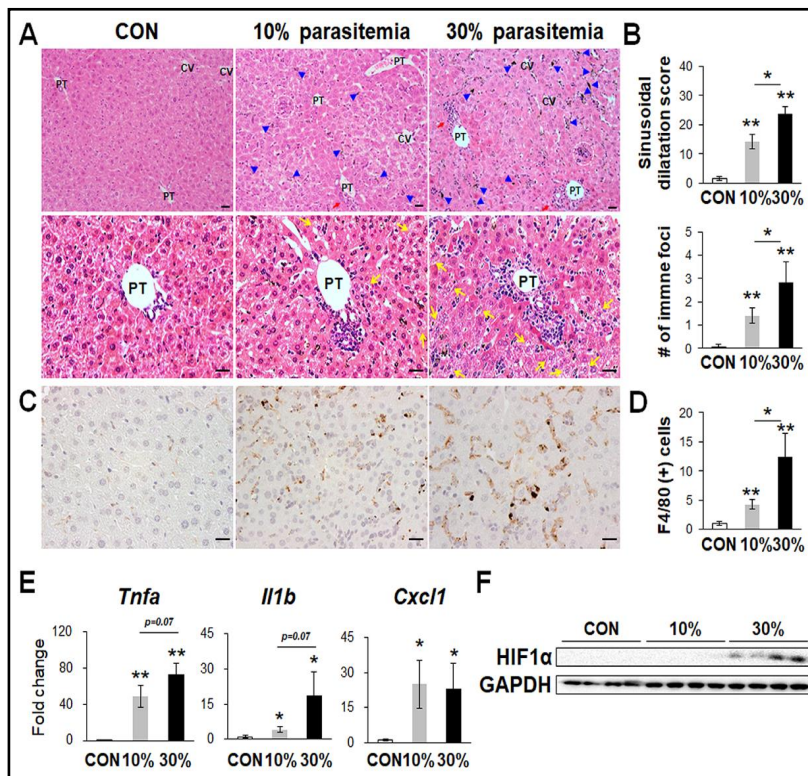 A CON 10% parasitemia 30% parasitemia B
PT CV CV
PT
PT PT
CV
PT
CV
CV
PT
PT
PT PT PT
Sinusoidal
dilatation score
40
30
20
10
0
*
** **
CON 10% 30%
# of immne foci
5
4
3
2
1
0
*
** **
CON 10% 30%
C D
F4/80 (+) cells
20
15
10
5
0
*
** **
CON 10% 30%
E
Tnfa Il1b Cxcl1
Fold change
120
80
40
0
p=0.07
** **
CON 10% 30%
45
30
15
0
p=0.07
* *
CON 10% 30%
45
30
15
0
* *
CON 10% 30%
F
CON 10% 30%
HIF1α
GAPDH